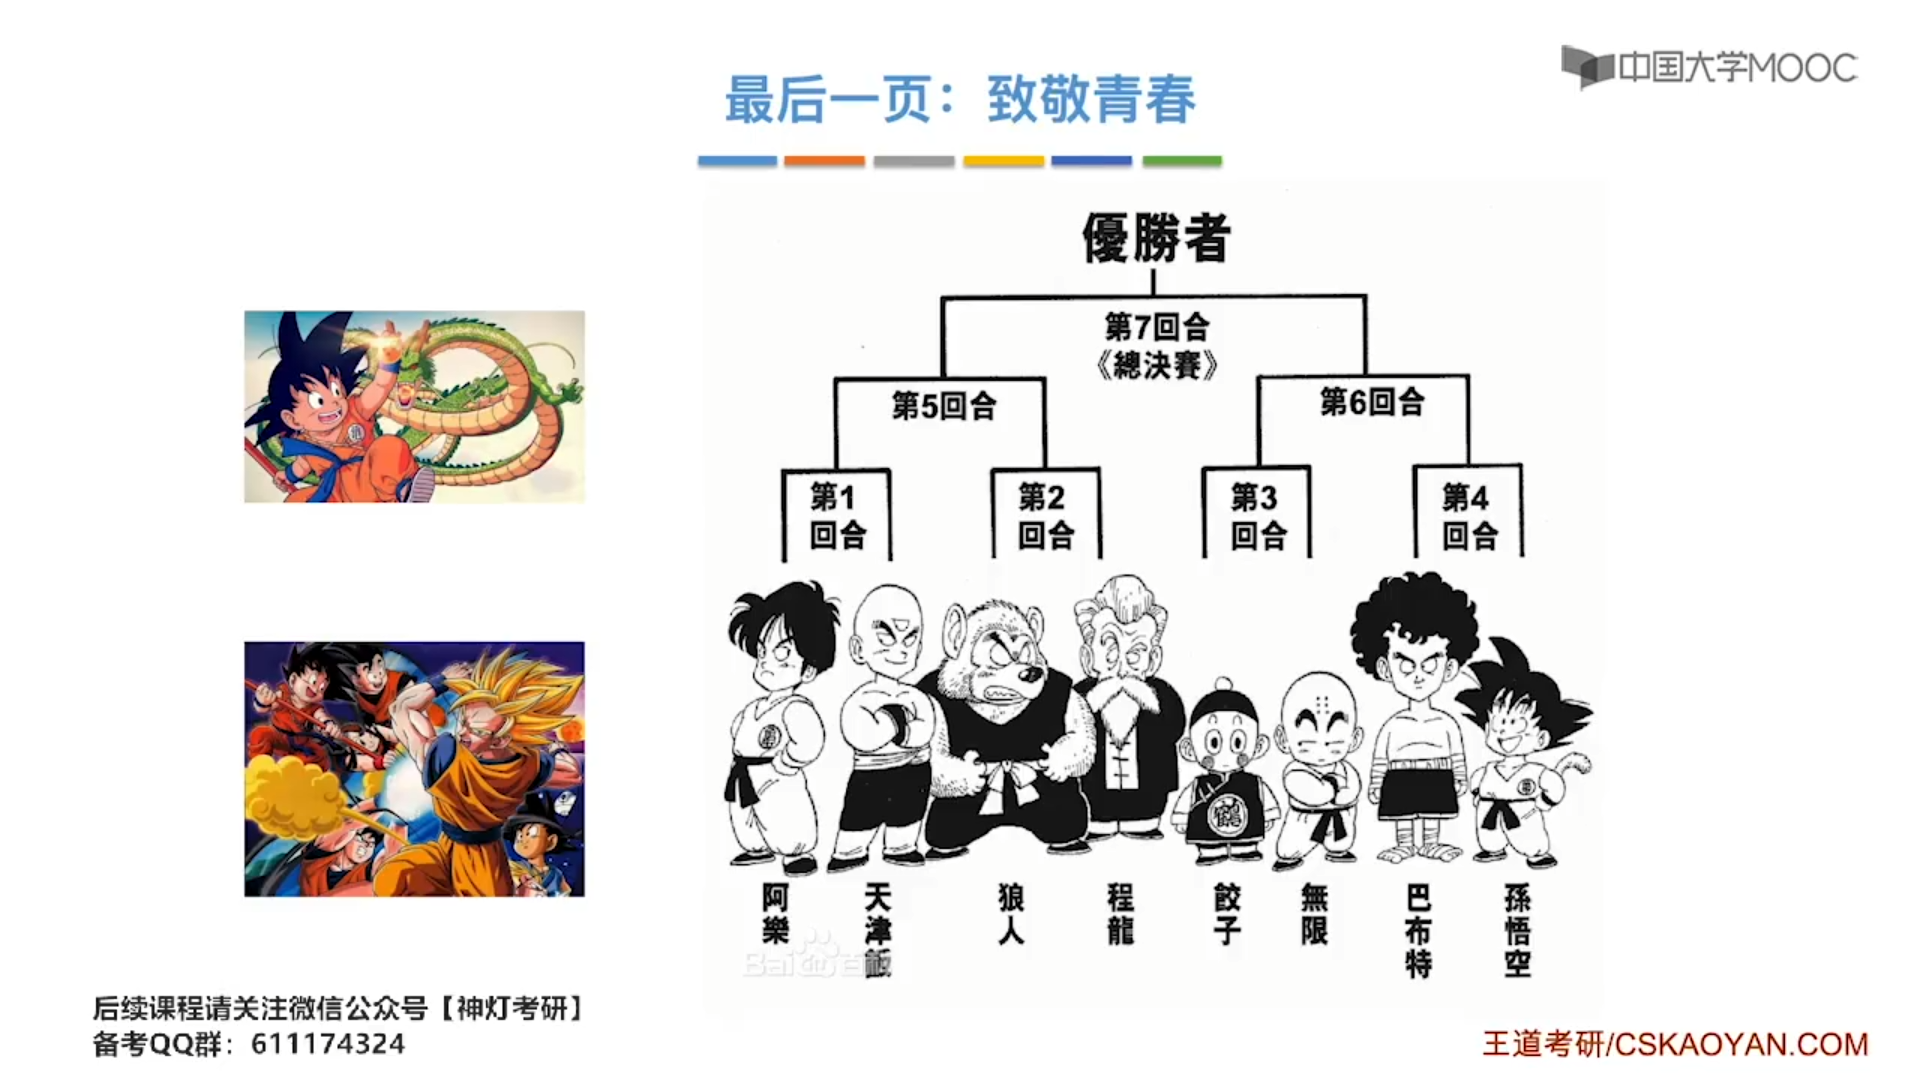 最后一页：致敬青春
中国大学MOOC
優勝者
第7回合
《總決賽》
第5回合
第6回合
第1
回合
第2
回合
第3
回合
第4
回合
鶴
阿樂
天津飯
狼人
程龍
餃子
無限
巴布特
孫悟空
Bai百
后续课程请关注微信公众号【神灯考研】
备考QQ群：611174324
王道考研/CSKAOYAN.COM